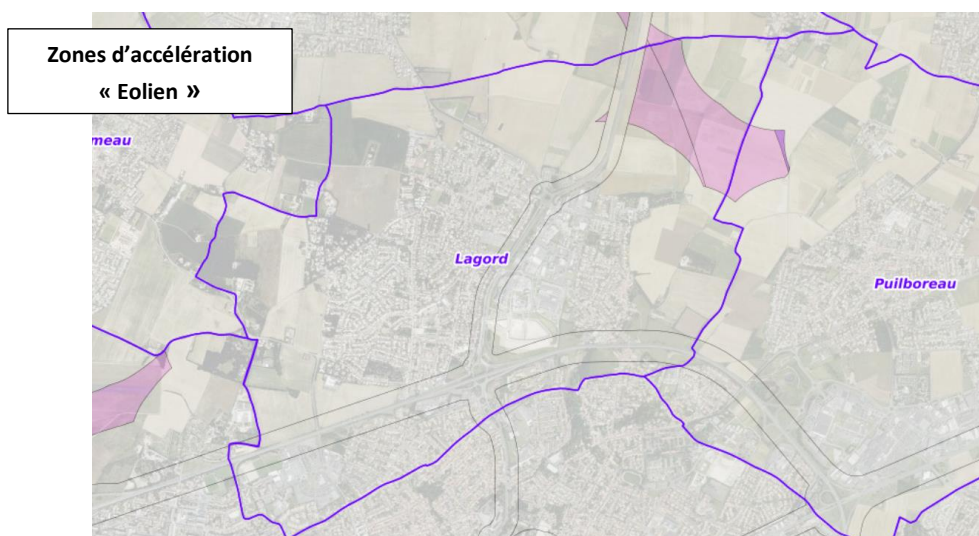 Zones d’accélération
« Eolien »
meau
Lagord
Puilboreau